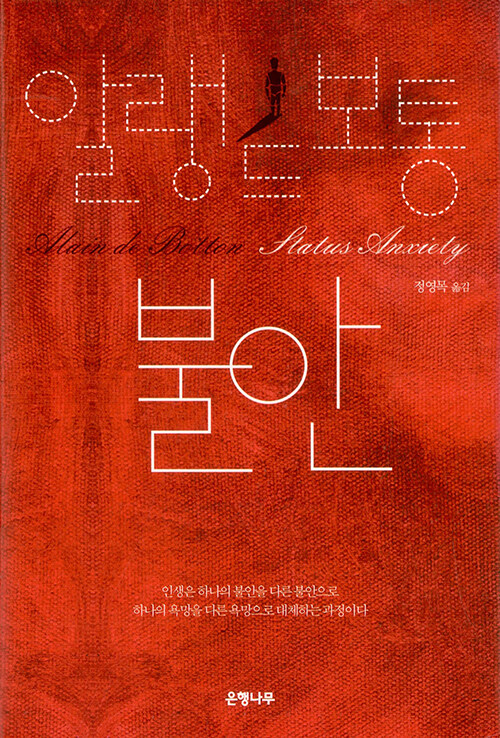 알랭 드 보통
Alain de Botton Status Anxiety
정영목 옮김
불안
인생은 하나의 불안을 다른 불안으로
하나의 욕망을 다른 욕망으로 대체하는 과정이다
은행나무